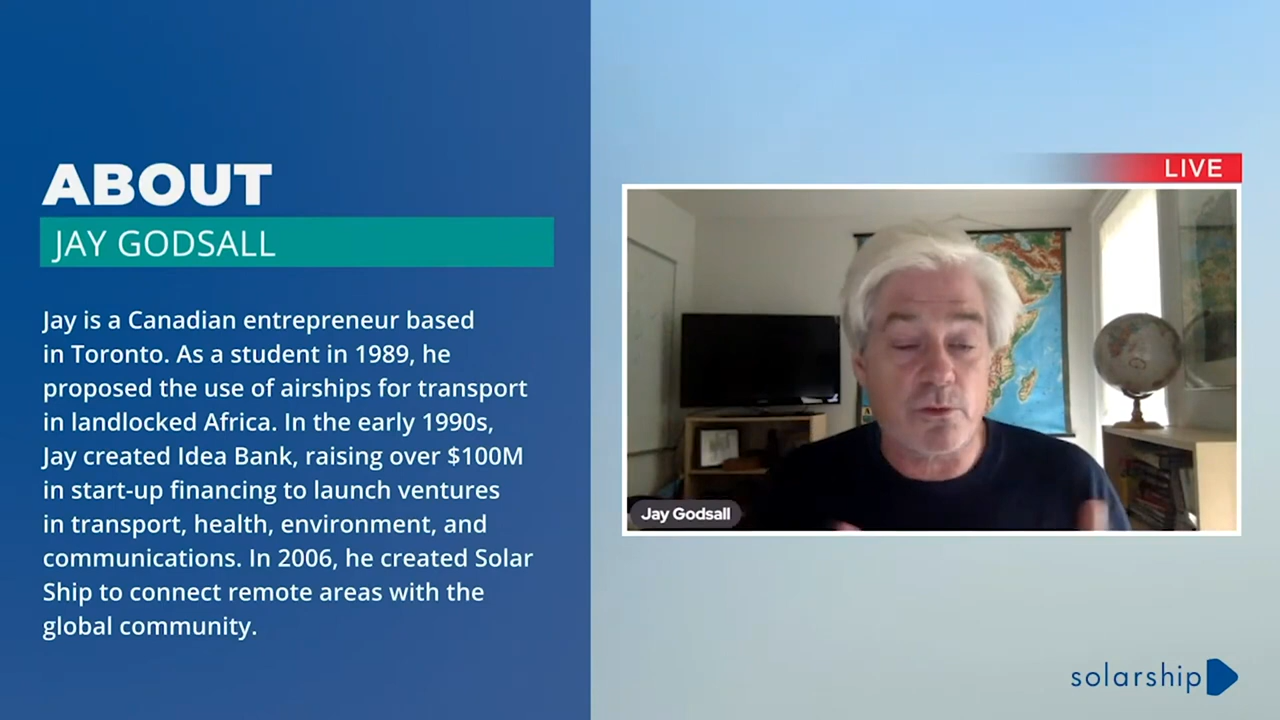 ABOUT
JAY GODSALL
Jay is a Canadian entrepreneur based
in Toronto. As a student in 1989, he
proposed the use of airships for transport
in landlocked Africa. In the early 1990s,
Jay created Idea Bank, raising over $100M
in start-up financing to launch ventures
in transport, health, environment, and
communications. In 2006, he created Solar
Ship to connect remote areas with the
global community.
LIVE
Jay Godsall
solarship